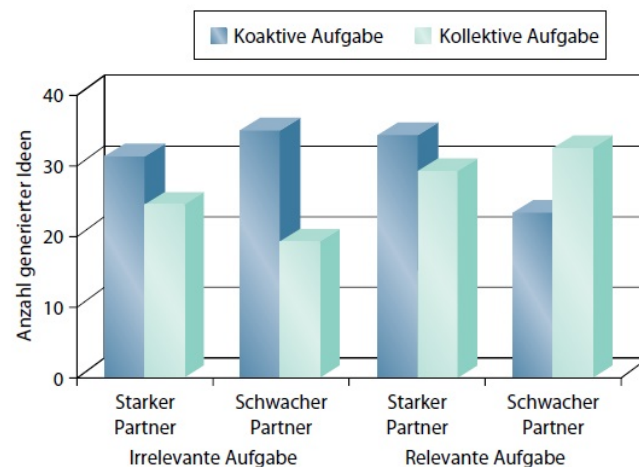 Koaktive Aufgabe Kollektive Aufgabe
Anzahl generierter Ideen
40
30
20
10
0
Starker Schwacher Starker Schwacher
Partner Partner Partner Partner
Irrelevante Aufgabe Relevante Aufgabe